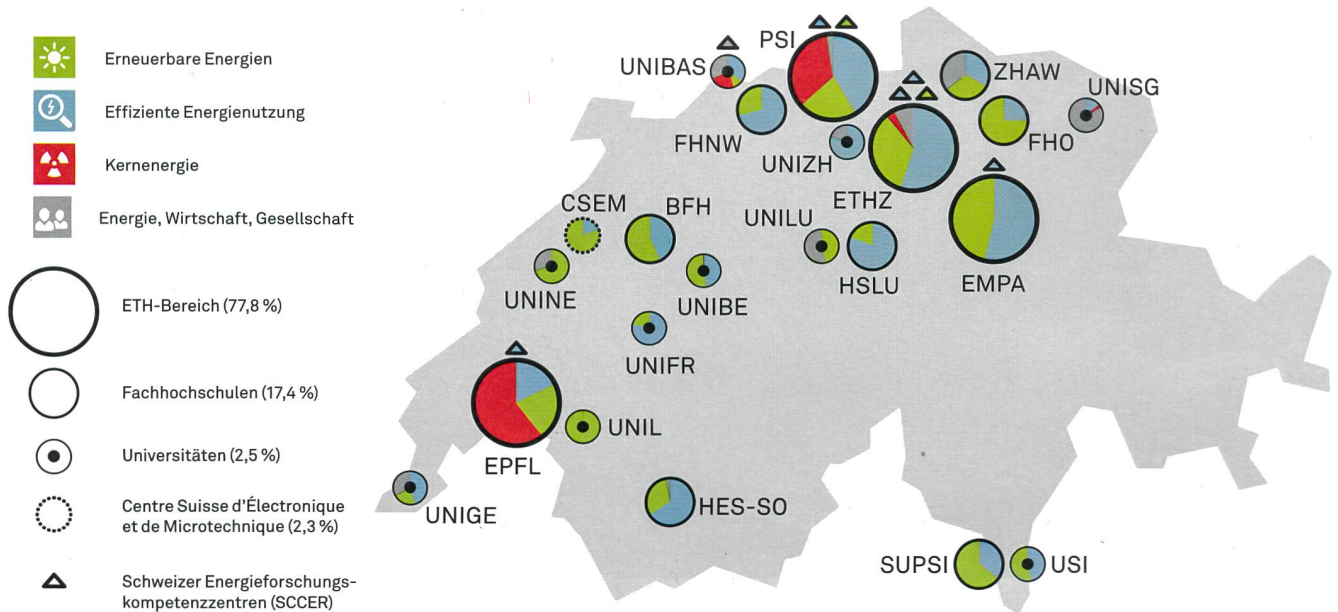 Erneuerbare Energien
Effiziente Energienutzung
Kernenergie
Energie, Wirtschaft, Gesellschaft
ETH-Bereich (77,8 %)
Fachhochschulen (17,4 %)
Universitäten (2,5 %)
Centre Suisse d'Électronique
et de Microtechnique (2,3 %)
Schweizer Energieforschungs-
kompetenzzentren (SCCER)
PSI
UNIBAS
ZHAW
UNISG
FHNW
UNIZH
FHO
ETHZ
CSEM
BFH
UNILU
HSLU
EMPA
UNINE
UNIBE
UNIFR
UNIL
EPFL
UNIGE
HES-SO
SUPSI
USI